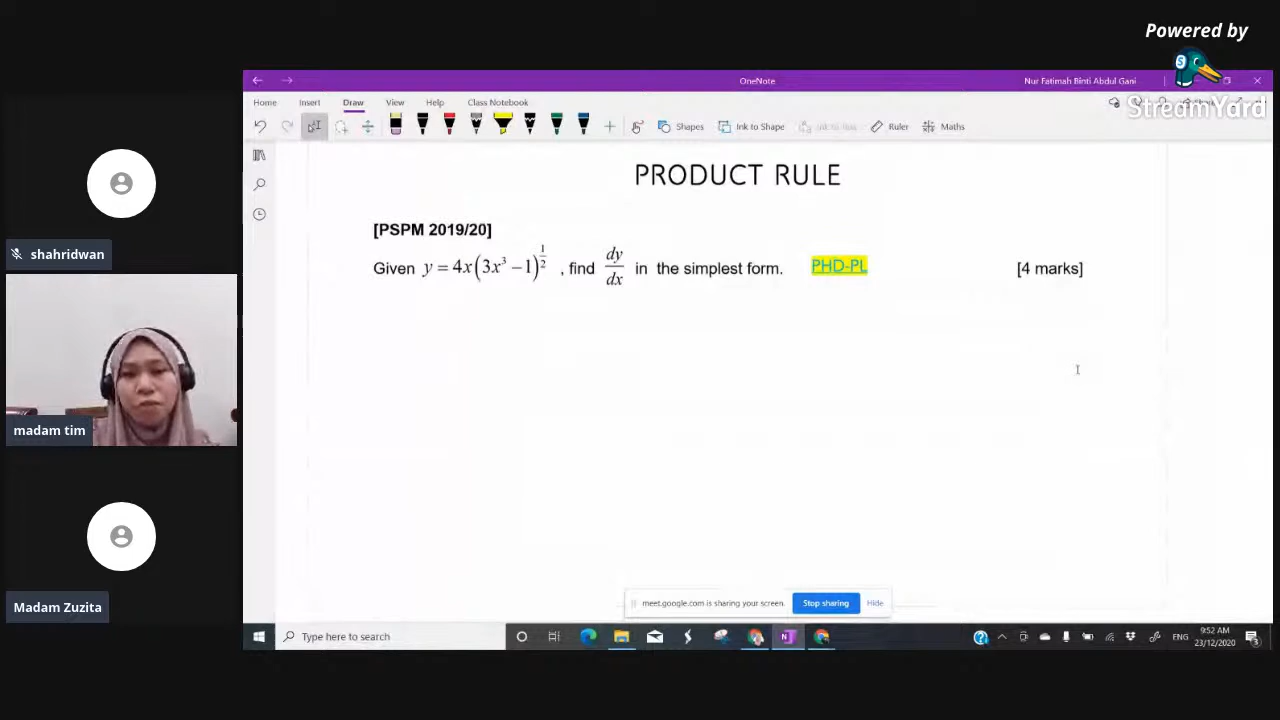 Powered by
StreamYard
OneNote
Nur Fatimah Binti Abdul Gani
Home Insert Draw View Help Class Notebook
Shapes Ink to Shape Ruler Maths
PRODUCT RULE
[PSPM 2019/20]
Given y = 4x(3x³ − 1)^(1/2) , find dy/dx in the simplest form. PHD-PL [4 marks]
shahridwan
madam tim
Madam Zuzita
meet.google.com is sharing your screen. Stop sharing Hide
Type here to search
ENG
9:52 AM
23/12/2020